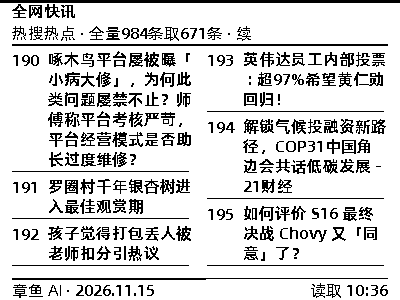 全网快讯
热搜热点 · 全量984条取671条 · 续
190 啄木鸟平台屡被曝「
小病大修」，为何此
类问题屡禁不止？师
傅称平台考核严苛，
平台经营模式是否助
长过度维修？
191 罗圈村千年银杏树进
入最佳观赏期
192 孩子觉得打包丢人被
老师扣分引热议
193 英伟达员工内部投票
：超97%希望黄仁勋
回归！
194 解锁气候投融资新路
径，COP31中国角
边会共话低碳发展 -
21财经
195 如何评价 S16 最终
决战 Chovy 又「同
意」了？
章鱼 AI · 2026.11.15
读取 10:36